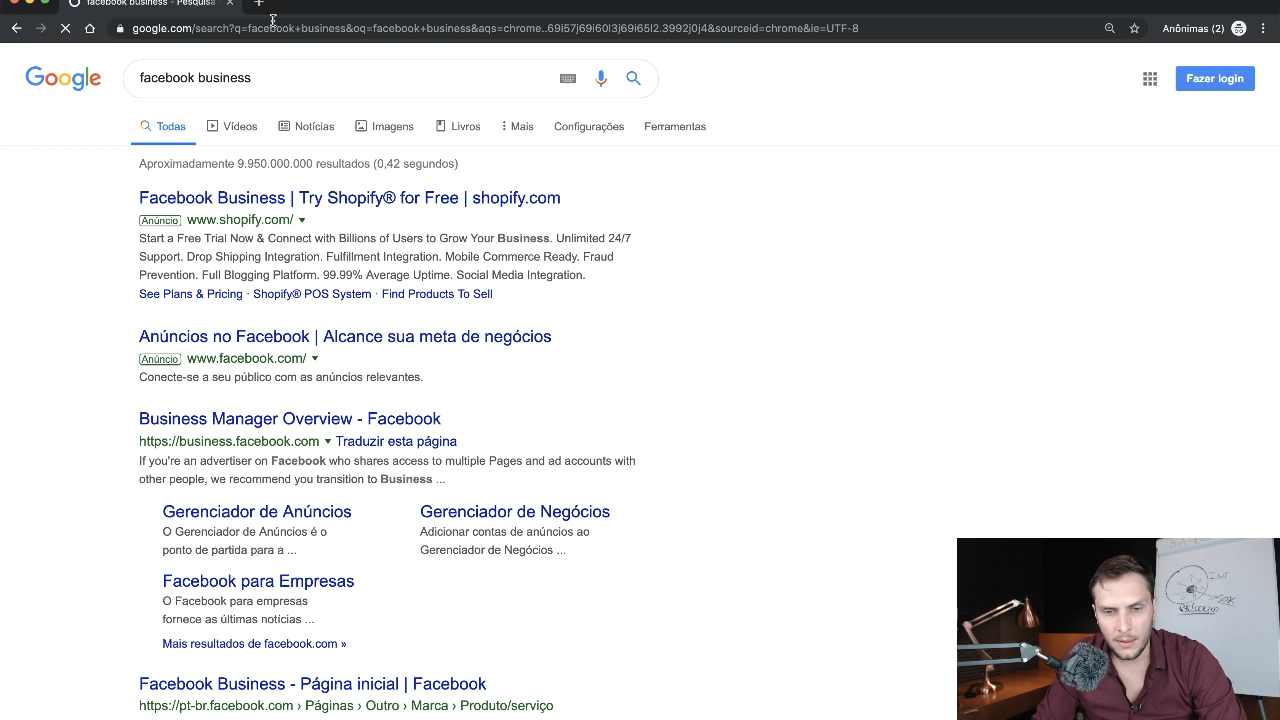 facebook business - Pesquisa
google.com/search?q=facebook+business&oq=facebook+business&aqs=chrome..69i57j69i60l3j69i65l2.3992j0j4&sourceid=chrome&ie=UTF-8
Anônimas (2)
Google
facebook business
Fazer login
Todas
Vídeos
Notícias
Imagens
Livros
Mais
Configurações
Ferramentas
Aproximadamente 9.950.000.000 resultados (0,42 segundos)
Facebook Business | Try Shopify® for Free | shopify.com
Anúncio www.shopify.com/
Start a Free Trial Now & Connect with Billions of Users to Grow Your Business. Unlimited 24/7
Support. Drop Shipping Integration. Fulfillment Integration. Mobile Commerce Ready. Fraud
Prevention. Full Blogging Platform. 99.99% Average Uptime. Social Media Integration.
See Plans & Pricing · Shopify® POS System · Find Products To Sell
Anúncios no Facebook | Alcance sua meta de negócios
Anúncio www.facebook.com/
Conecte-se a seu público com as anúncios relevantes.
Business Manager Overview - Facebook
https://business.facebook.com Traduzir esta página
If you're an advertiser on Facebook who shares access to multiple Pages and ad accounts with
other people, we recommend you transition to Business ...
Gerenciador de Anúncios
O Gerenciador de Anúncios é o
ponto de partida para a ...
Gerenciador de Negócios
Adicionar contas de anúncios ao
Gerenciador de Negócios ...
Facebook para Empresas
O Facebook para empresas
fornece as últimas notícias ...
Mais resultados de facebook.com »
Facebook Business - Página inicial | Facebook
https://pt-br.facebook.com › Páginas › Outro › Marca › Produto/serviço